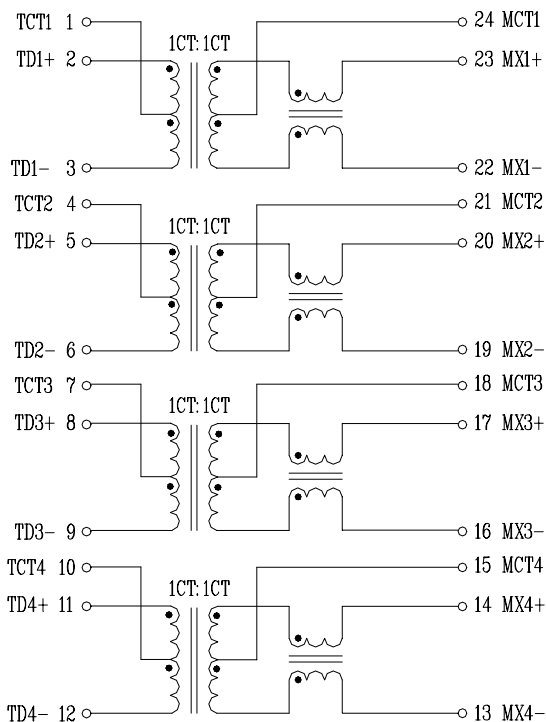 TCT1 1 24 MCT1
1CT:1CT
TD1+ 2 23 MX1+
TD1- 3 22 MX1-
TCT2 4 21 MCT2
1CT:1CT
TD2+ 5 20 MX2+
TD2- 6 19 MX2-
TCT3 7 18 MCT3
1CT:1CT
TD3+ 8 17 MX3+
TD3- 9 16 MX3-
TCT4 10 15 MCT4
1CT:1CT
TD4+ 11 14 MX4+
TD4- 12 13 MX4-